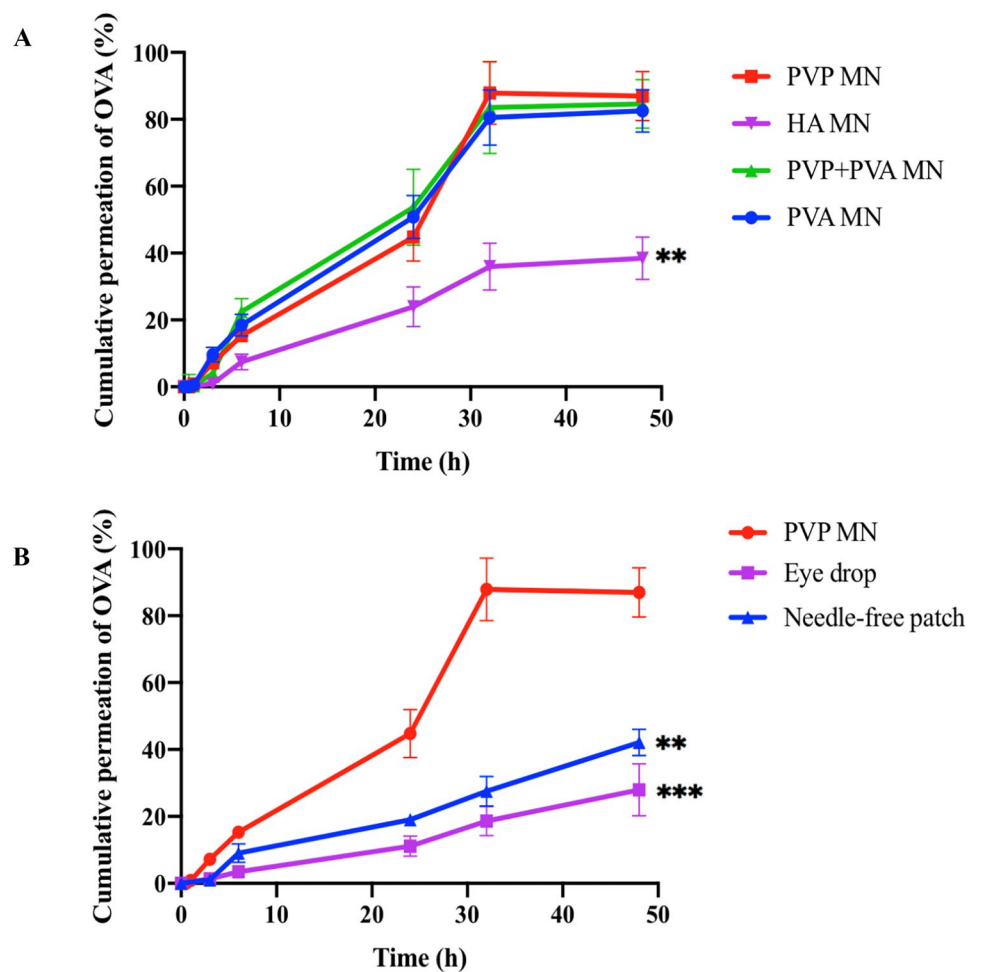 A
Cumulative permeation of OVA (%)
100
80
60
40
20
0
0 10 20 30 40 50
Time (h)
**
PVP MN
HA MN
PVP+PVA MN
PVA MN
B
Cumulative permeation of OVA (%)
100
80
60
40
20
0
0 10 20 30 40 50
Time (h)
**
***
PVP MN
Eye drop
Needle-free patch